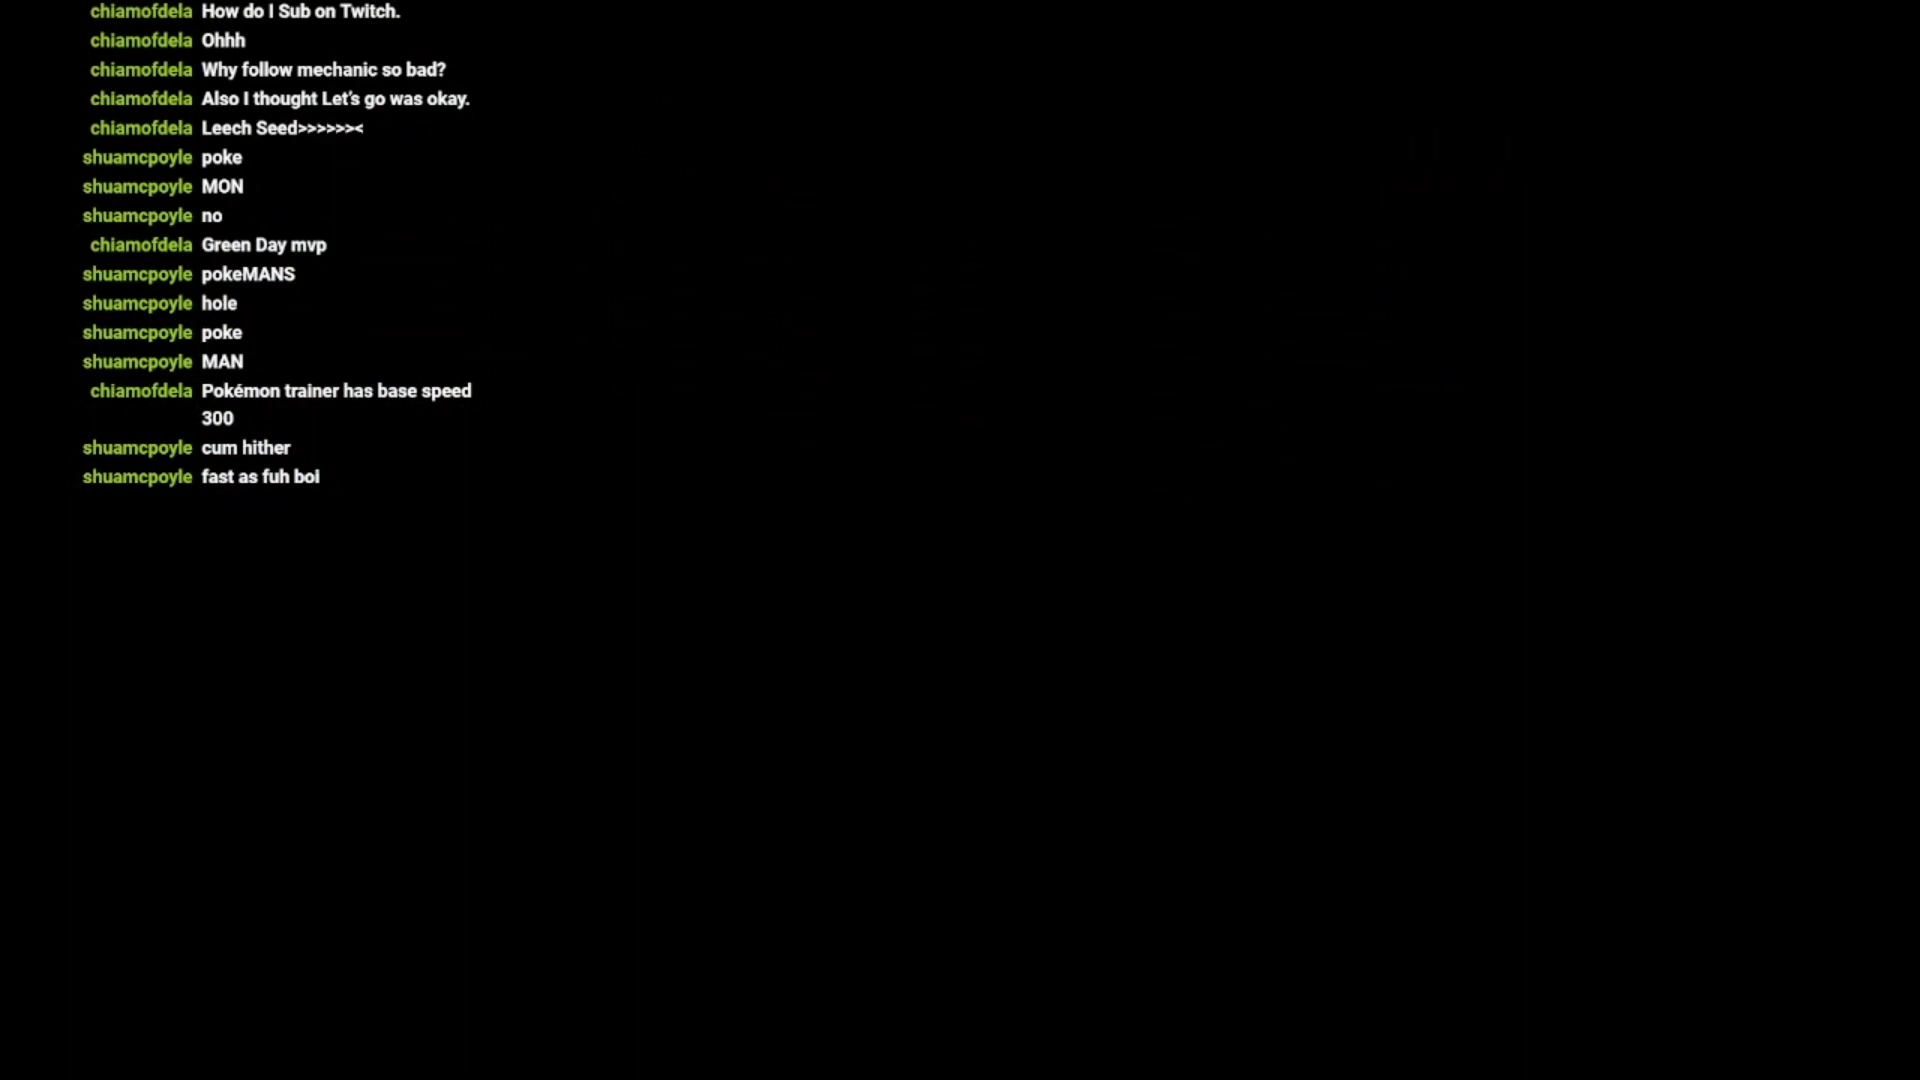 chiamofdela How do I Sub on Twitch.
chiamofdela Ohhh
chiamofdela Why follow mechanic so bad?
chiamofdela Also I thought Let's go was okay.
chiamofdela Leech Seed>>>>>><
shuamcpoyle poke
shuamcpoyle MON
shuamcpoyle no
chiamofdela Green Day mvp
shuamcpoyle pokeMANS
shuamcpoyle hole
shuamcpoyle poke
shuamcpoyle MAN
chiamofdela Pokémon trainer has base speed
300
shuamcpoyle cum hither
shuamcpoyle fast as fuh boi